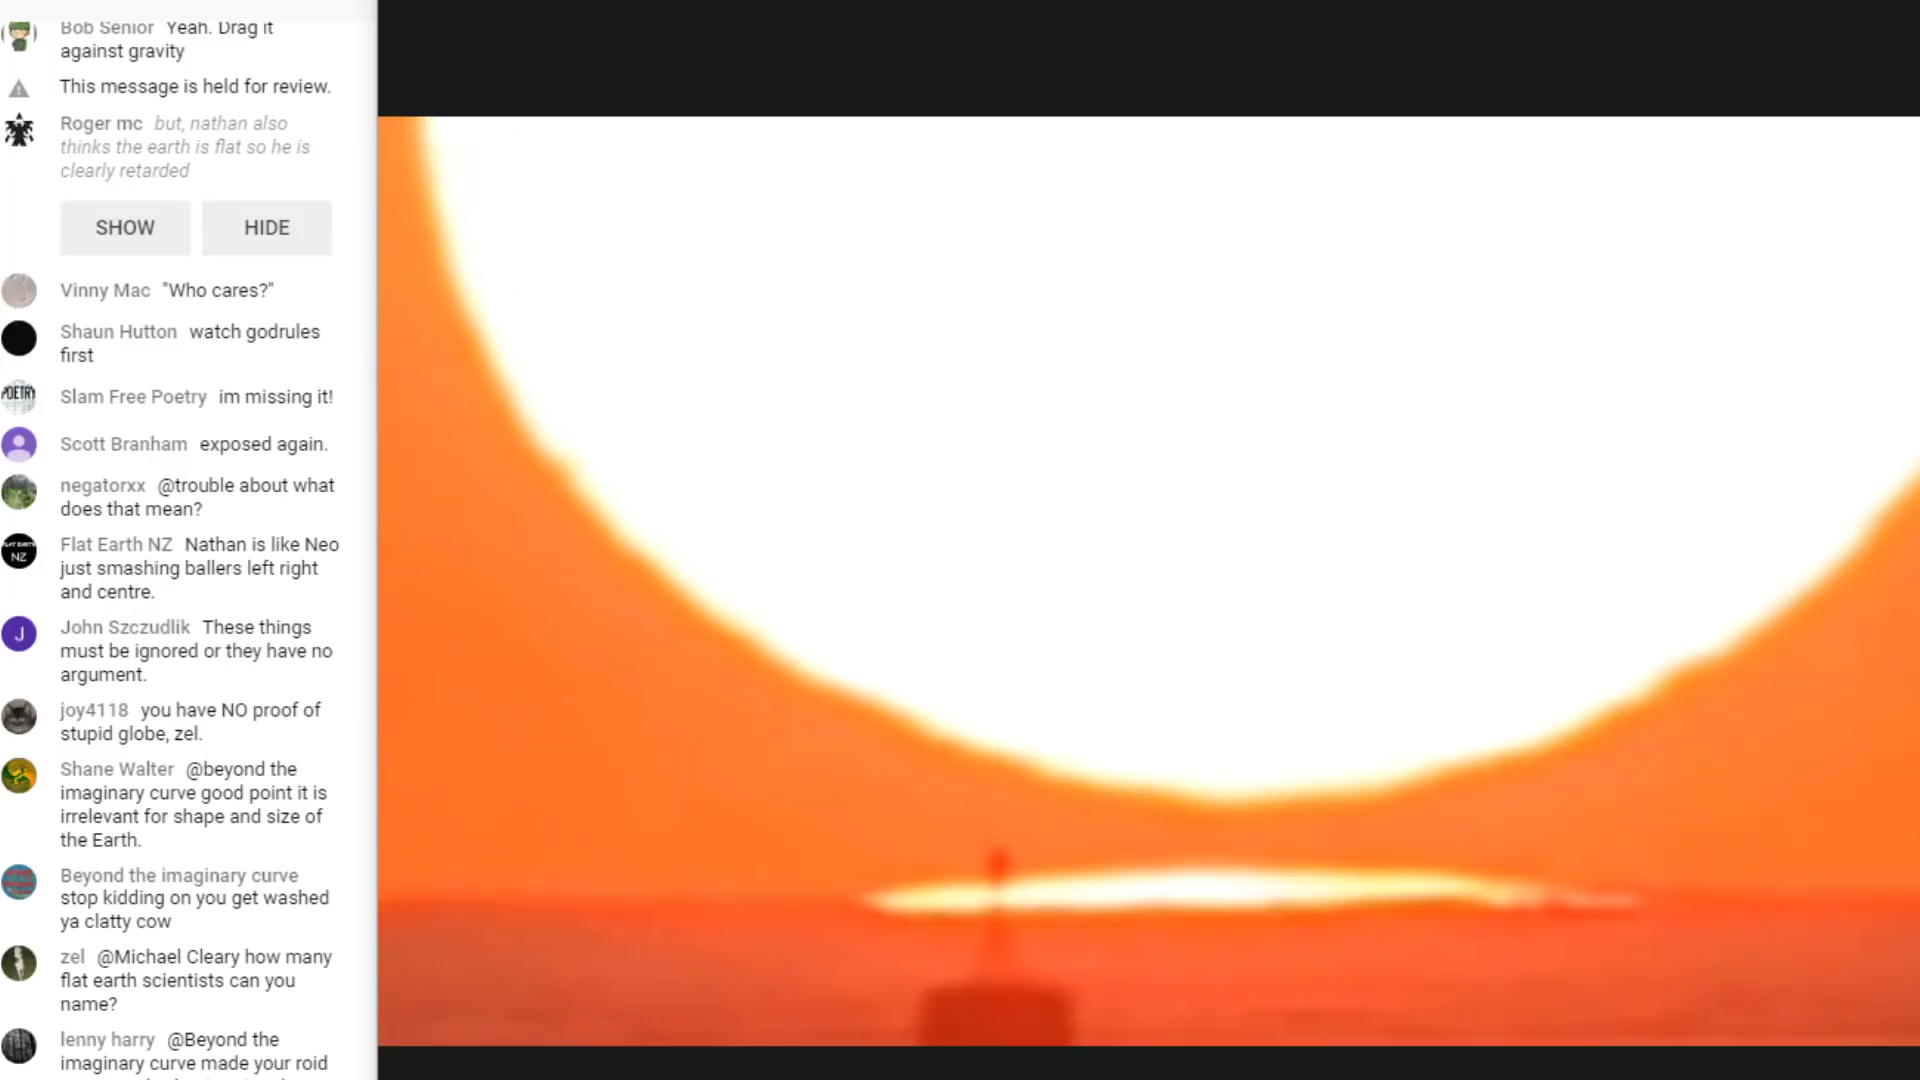 Bob Senior Yeah. Drag it
against gravity
This message is held for review.
Roger mc but, nathan also
thinks the earth is flat so he is
clearly retarded
SHOW HIDE
Vinny Mac "Who cares?"
Shaun Hutton watch godrules
first
POETRY
Slam Free Poetry im missing it!
Scott Branham exposed again.
negatorxx @trouble about what
does that mean?
FLAT EARTH
NZ
Flat Earth NZ Nathan is like Neo
just smashing ballers left right
and centre.
J
John Szczudlik These things
must be ignored or they have no
argument.
joy4118 you have NO proof of
stupid globe, zel.
Shane Walter @beyond the
imaginary curve good point it is
irrelevant for shape and size of
the Earth.
Beyond the imaginary curve
stop kidding on you get washed
ya clatty cow
zel @Michael Cleary how many
flat earth scientists can you
name?
lenny harry @Beyond the
imaginary curve made your roid